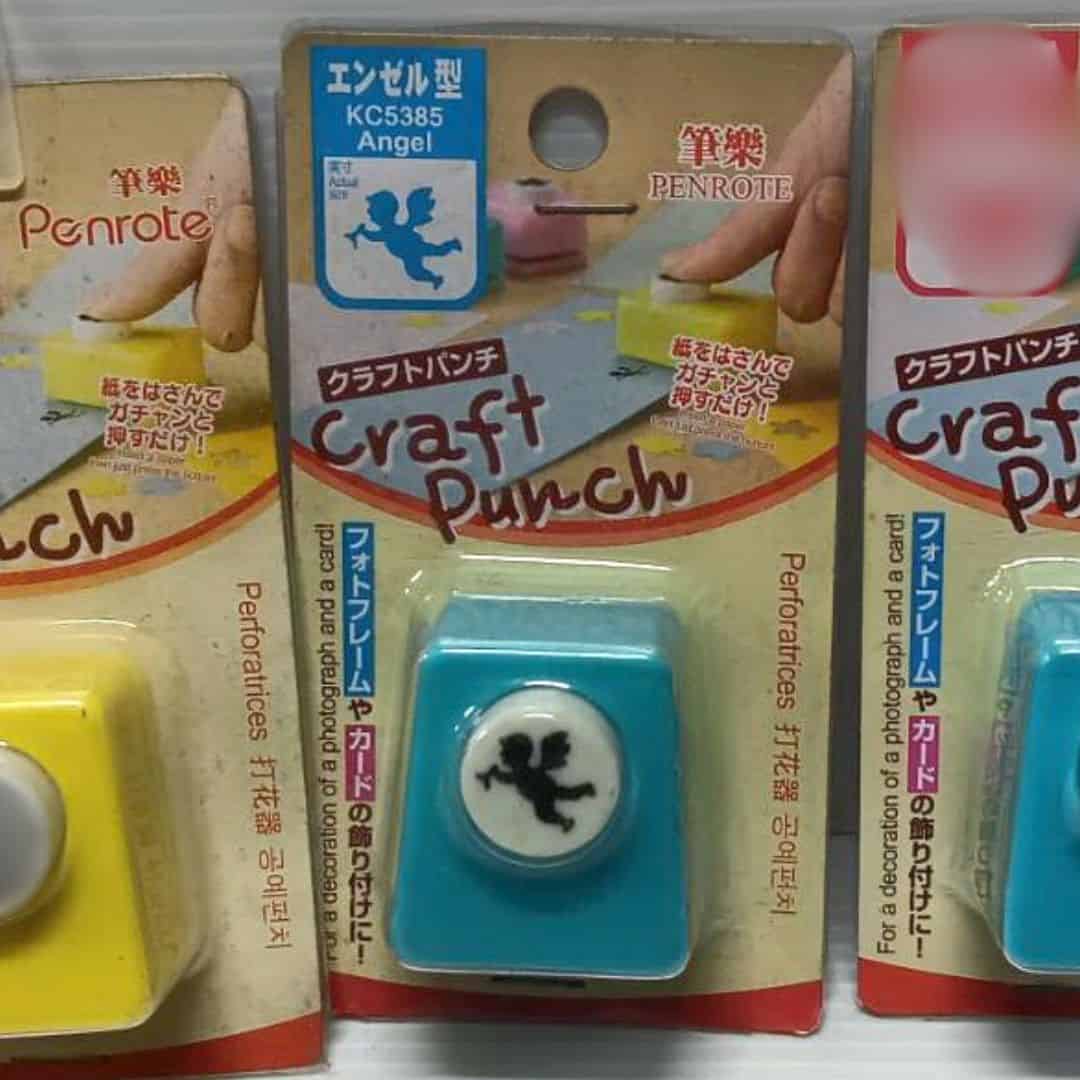 筆樂
Penrote
紙をはさんで
ガチャンと
押すだけ！
nch
Perforatrices 打花器 공예펀치
エンゼル型
KC5385
Angel
英寸
Actual
size
筆樂
PENROTE
紙をはさんで
ガチャンと
押すだけ！
クラフトパンチ
Craft
Punch
For a decoration of a photograph and a card!
フォトフレームやカードの飾り付けに！
Perforatrices 打花器 공예펀치
クラフトパンチ
Craf
Pu
For a decoration of a photograph and a card!
フォトフレームやカードの飾り付けに！